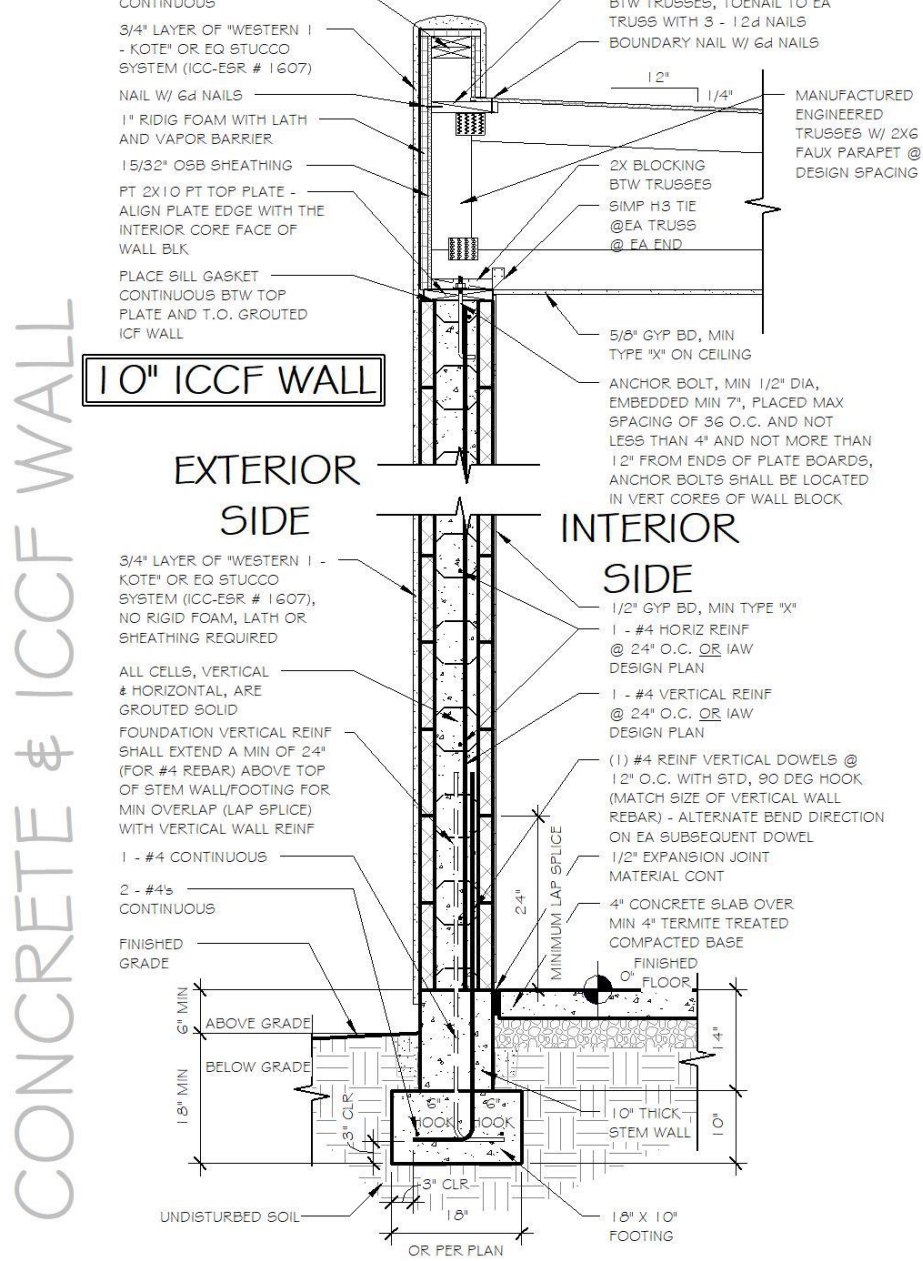 CONTINUOUS
3/4" LAYER OF "WESTERN 1
- KOTE" OR EQ STUCCO
SYSTEM (ICC-ESR # 1607)
NAIL W/ 6d NAILS
1" RIDIG FOAM WITH LATH
AND VAPOR BARRIER
15/32" OSB SHEATHING
PT 2X10 PT TOP PLATE -
ALIGN PLATE EDGE WITH THE
INTERIOR CORE FACE OF
WALL BLK
PLACE SILL GASKET
CONTINUOUS BTW TOP
PLATE AND T.O. GROUTED
ICF WALL
BTW TRUSSES, TOENAIL TO EA
TRUSS WITH 3 - 12d NAILS
BOUNDARY NAIL W/ 6d NAILS
12"
1/4"
MANUFACTURED
ENGINEERED
TRUSSES W/ 2X6
FAUX PARAPET @
DESIGN SPACING
2X BLOCKING
BTW TRUSSES
SIMP H3 TIE
@EA TRUSS
@ EA END
5/8" GYP BD, MIN
TYPE "X" ON CEILING
ANCHOR BOLT, MIN 1/2" DIA,
EMBEDDED MIN 7", PLACED MAX
SPACING OF 36 O.C. AND NOT
LESS THAN 4" AND NOT MORE THAN
12" FROM ENDS OF PLATE BOARDS,
ANCHOR BOLTS SHALL BE LOCATED
IN VERT CORES OF WALL BLOCK
10" ICCF WALL
CONCRETE & ICCF WALL
EXTERIOR
SIDE
INTERIOR
SIDE
3/4" LAYER OF "WESTERN 1 -
KOTE" OR EQ STUCCO
SYSTEM (ICC-ESR # 1607),
NO RIGID FOAM, LATH OR
SHEATHING REQUIRED
ALL CELLS, VERTICAL
& HORIZONTAL, ARE
GROUTED SOLID
FOUNDATION VERTICAL REINF
SHALL EXTEND A MIN OF 24"
(FOR #4 REBAR) ABOVE TOP
OF STEM WALL/FOOTING FOR
MIN OVERLAP (LAP SPLICE)
WITH VERTICAL WALL REINF
1 - #4 CONTINUOUS
2 - #4's
CONTINUOUS
FINISHED
GRADE
1/2" GYP BD, MIN TYPE "X"
1 - #4 HORIZ REINF
@ 24" O.C. OR IAW
DESIGN PLAN
1 - #4 VERTICAL REINF
@ 24" O.C. OR IAW
DESIGN PLAN
(1) #4 REINF VERTICAL DOWELS @
12" O.C. WITH STD, 90 DEG HOOK
(MATCH SIZE OF VERTICAL WALL
REBAR) - ALTERNATE BEND DIRECTION
ON EA SUBSEQUENT DOWEL
1/2" EXPANSION JOINT
MATERIAL CONT
4" CONCRETE SLAB OVER
MIN 4" TERMITE TREATED
COMPACTED BASE
24"
MINIMUM LAP SPLICE
0"
FINISHED
FLOOR
6" MIN
ABOVE GRADE
BELOW GRADE
18" MIN
3" CLR
6"
HOOK
6"
HOOK
14"
10"
10" THICK
STEM WALL
3" CLR
UNDISTURBED SOIL
18"
OR PER PLAN
18" X 10"
FOOTING